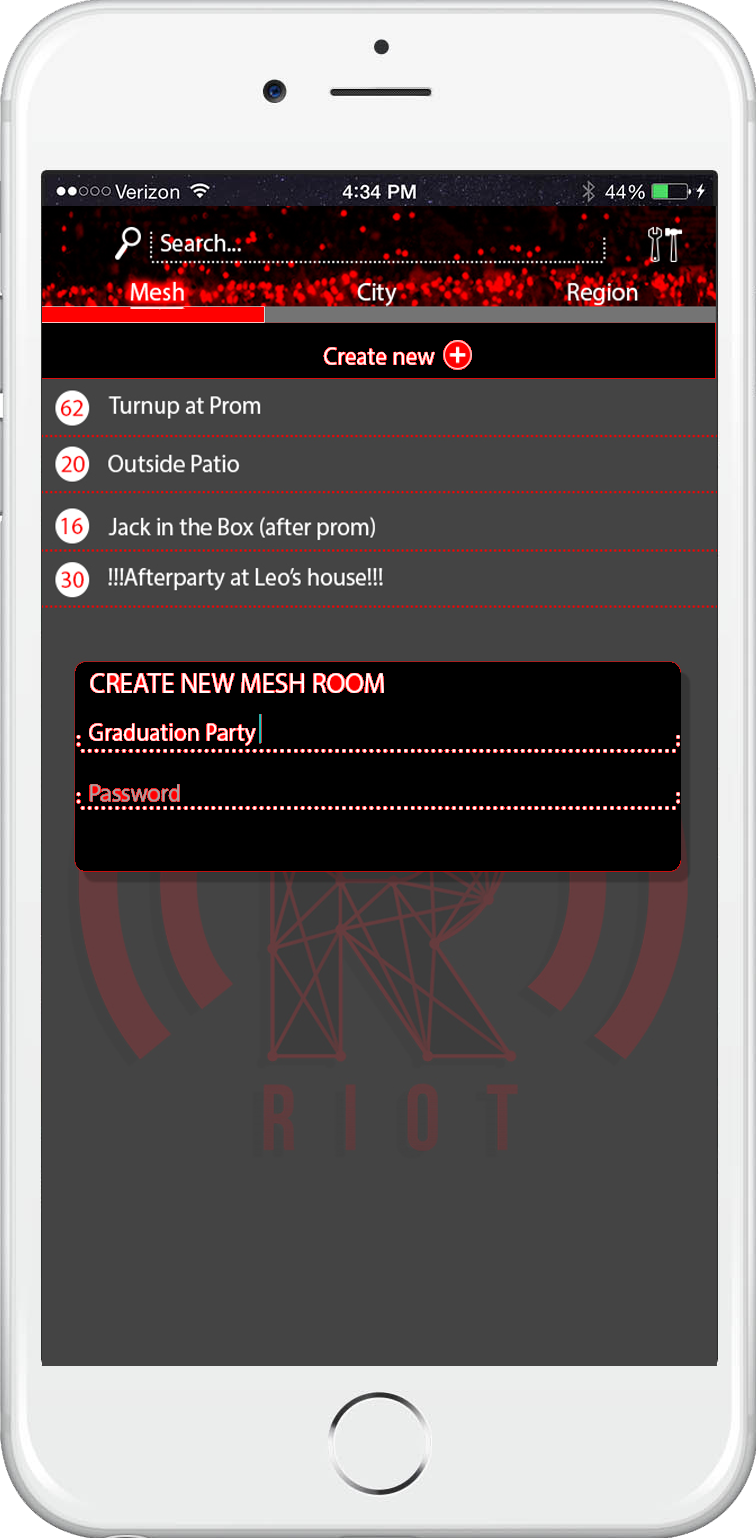 Verizon 4:34 PM 44%
Search...
Mesh City Region
Create new
62 Turnup at Prom
20 Outside Patio
16 Jack in the Box (after prom)
30 !!!Afterparty at Leo’s house!!!
CREATE NEW MESH ROOM
Graduation Party
Password
R
RIOT